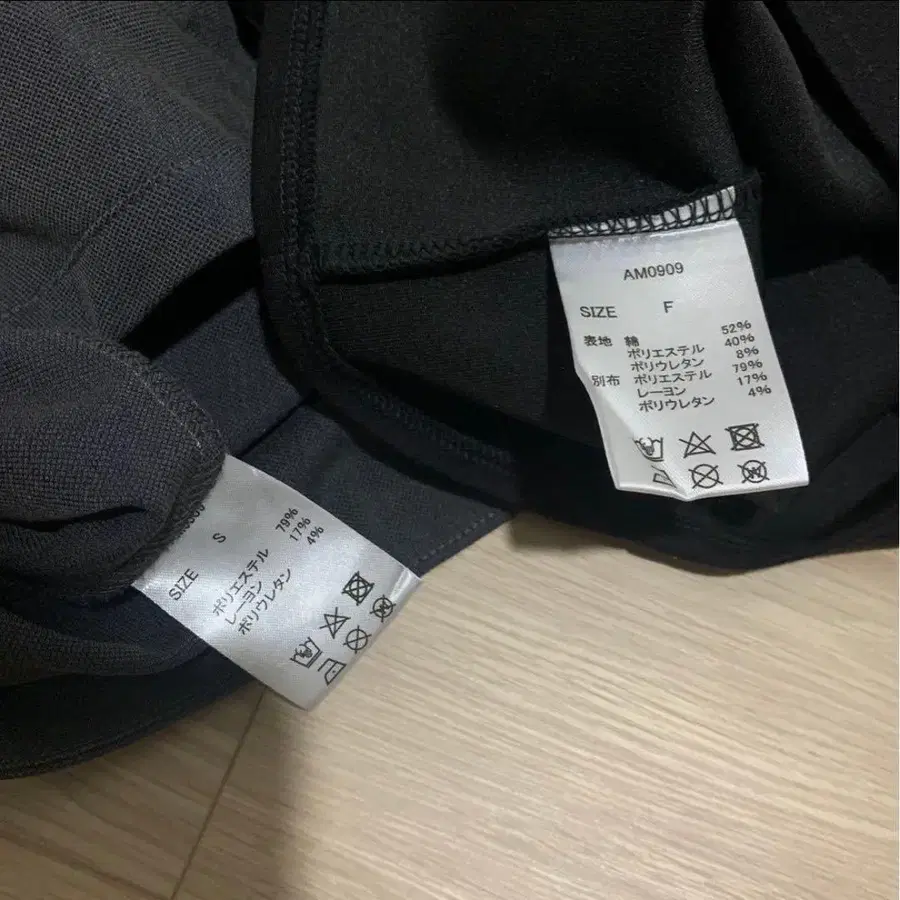 AM0909
SIZE F
表地 綿 52%
ポリエステル 40%
ポリウレタン 8%
別布 ポリエステル 79%
レーヨン 17%
ポリウレタン 4%
W
SIZE S
ポリエステル 79%
レーヨン 17%
ポリウレタン 4%
W